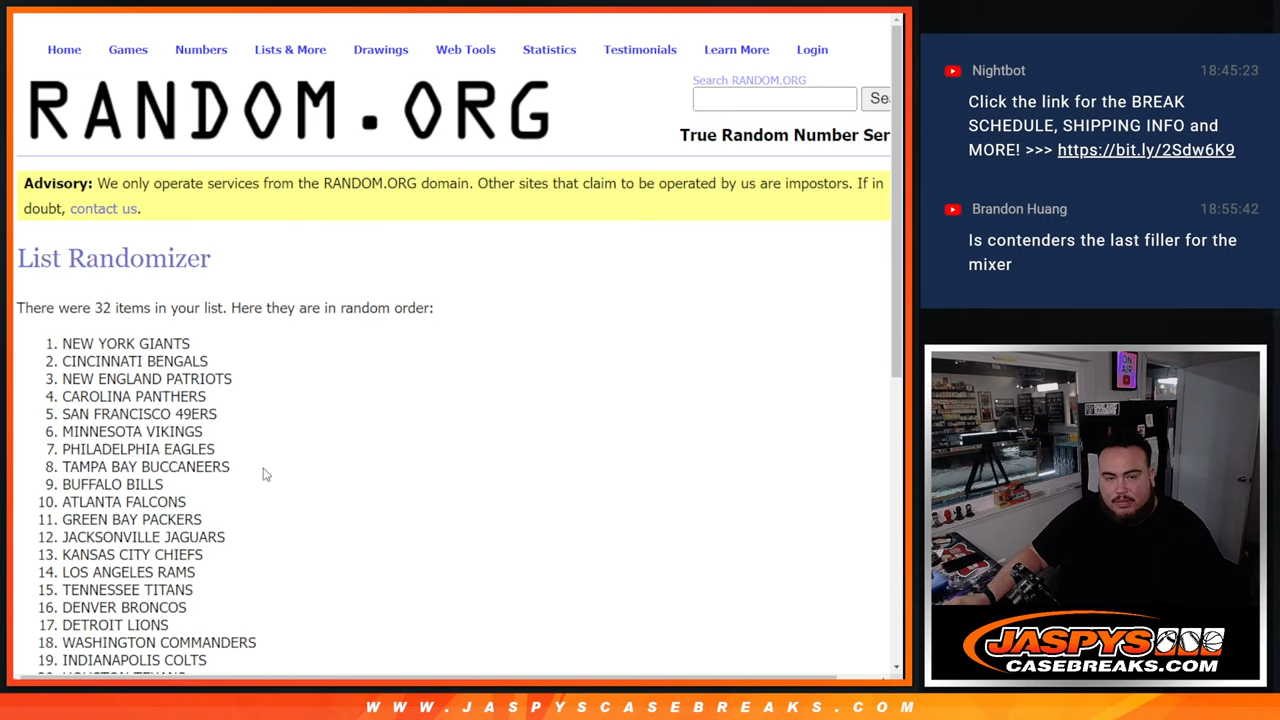 Home Games Numbers Lists & More Drawings Web Tools Statistics Testimonials Learn More Login
RANDOM.ORG
Search RANDOM.ORG
Sea
True Random Number Ser
Advisory: We only operate services from the RANDOM.ORG domain. Other sites that claim to be operated by us are impostors. If in
doubt, contact us.
List Randomizer
There were 32 items in your list. Here they are in random order:
1. NEW YORK GIANTS
2. CINCINNATI BENGALS
3. NEW ENGLAND PATRIOTS
4. CAROLINA PANTHERS
5. SAN FRANCISCO 49ERS
6. MINNESOTA VIKINGS
7. PHILADELPHIA EAGLES
8. TAMPA BAY BUCCANEERS
9. BUFFALO BILLS
10. ATLANTA FALCONS
11. GREEN BAY PACKERS
12. JACKSONVILLE JAGUARS
13. KANSAS CITY CHIEFS
14. LOS ANGELES RAMS
15. TENNESSEE TITANS
16. DENVER BRONCOS
17. DETROIT LIONS
18. WASHINGTON COMMANDERS
19. INDIANAPOLIS COLTS
Nightbot 18:45:23
Click the link for the BREAK
SCHEDULE, SHIPPING INFO and
MORE! >>> https://bit.ly/2Sdw6K9
Brandon Huang 18:55:42
Is contenders the last filler for the
mixer
ON
AIR
JASPYS
CASEBREAKS.COM
WWW.JASPYSCASEBREAKS.COM